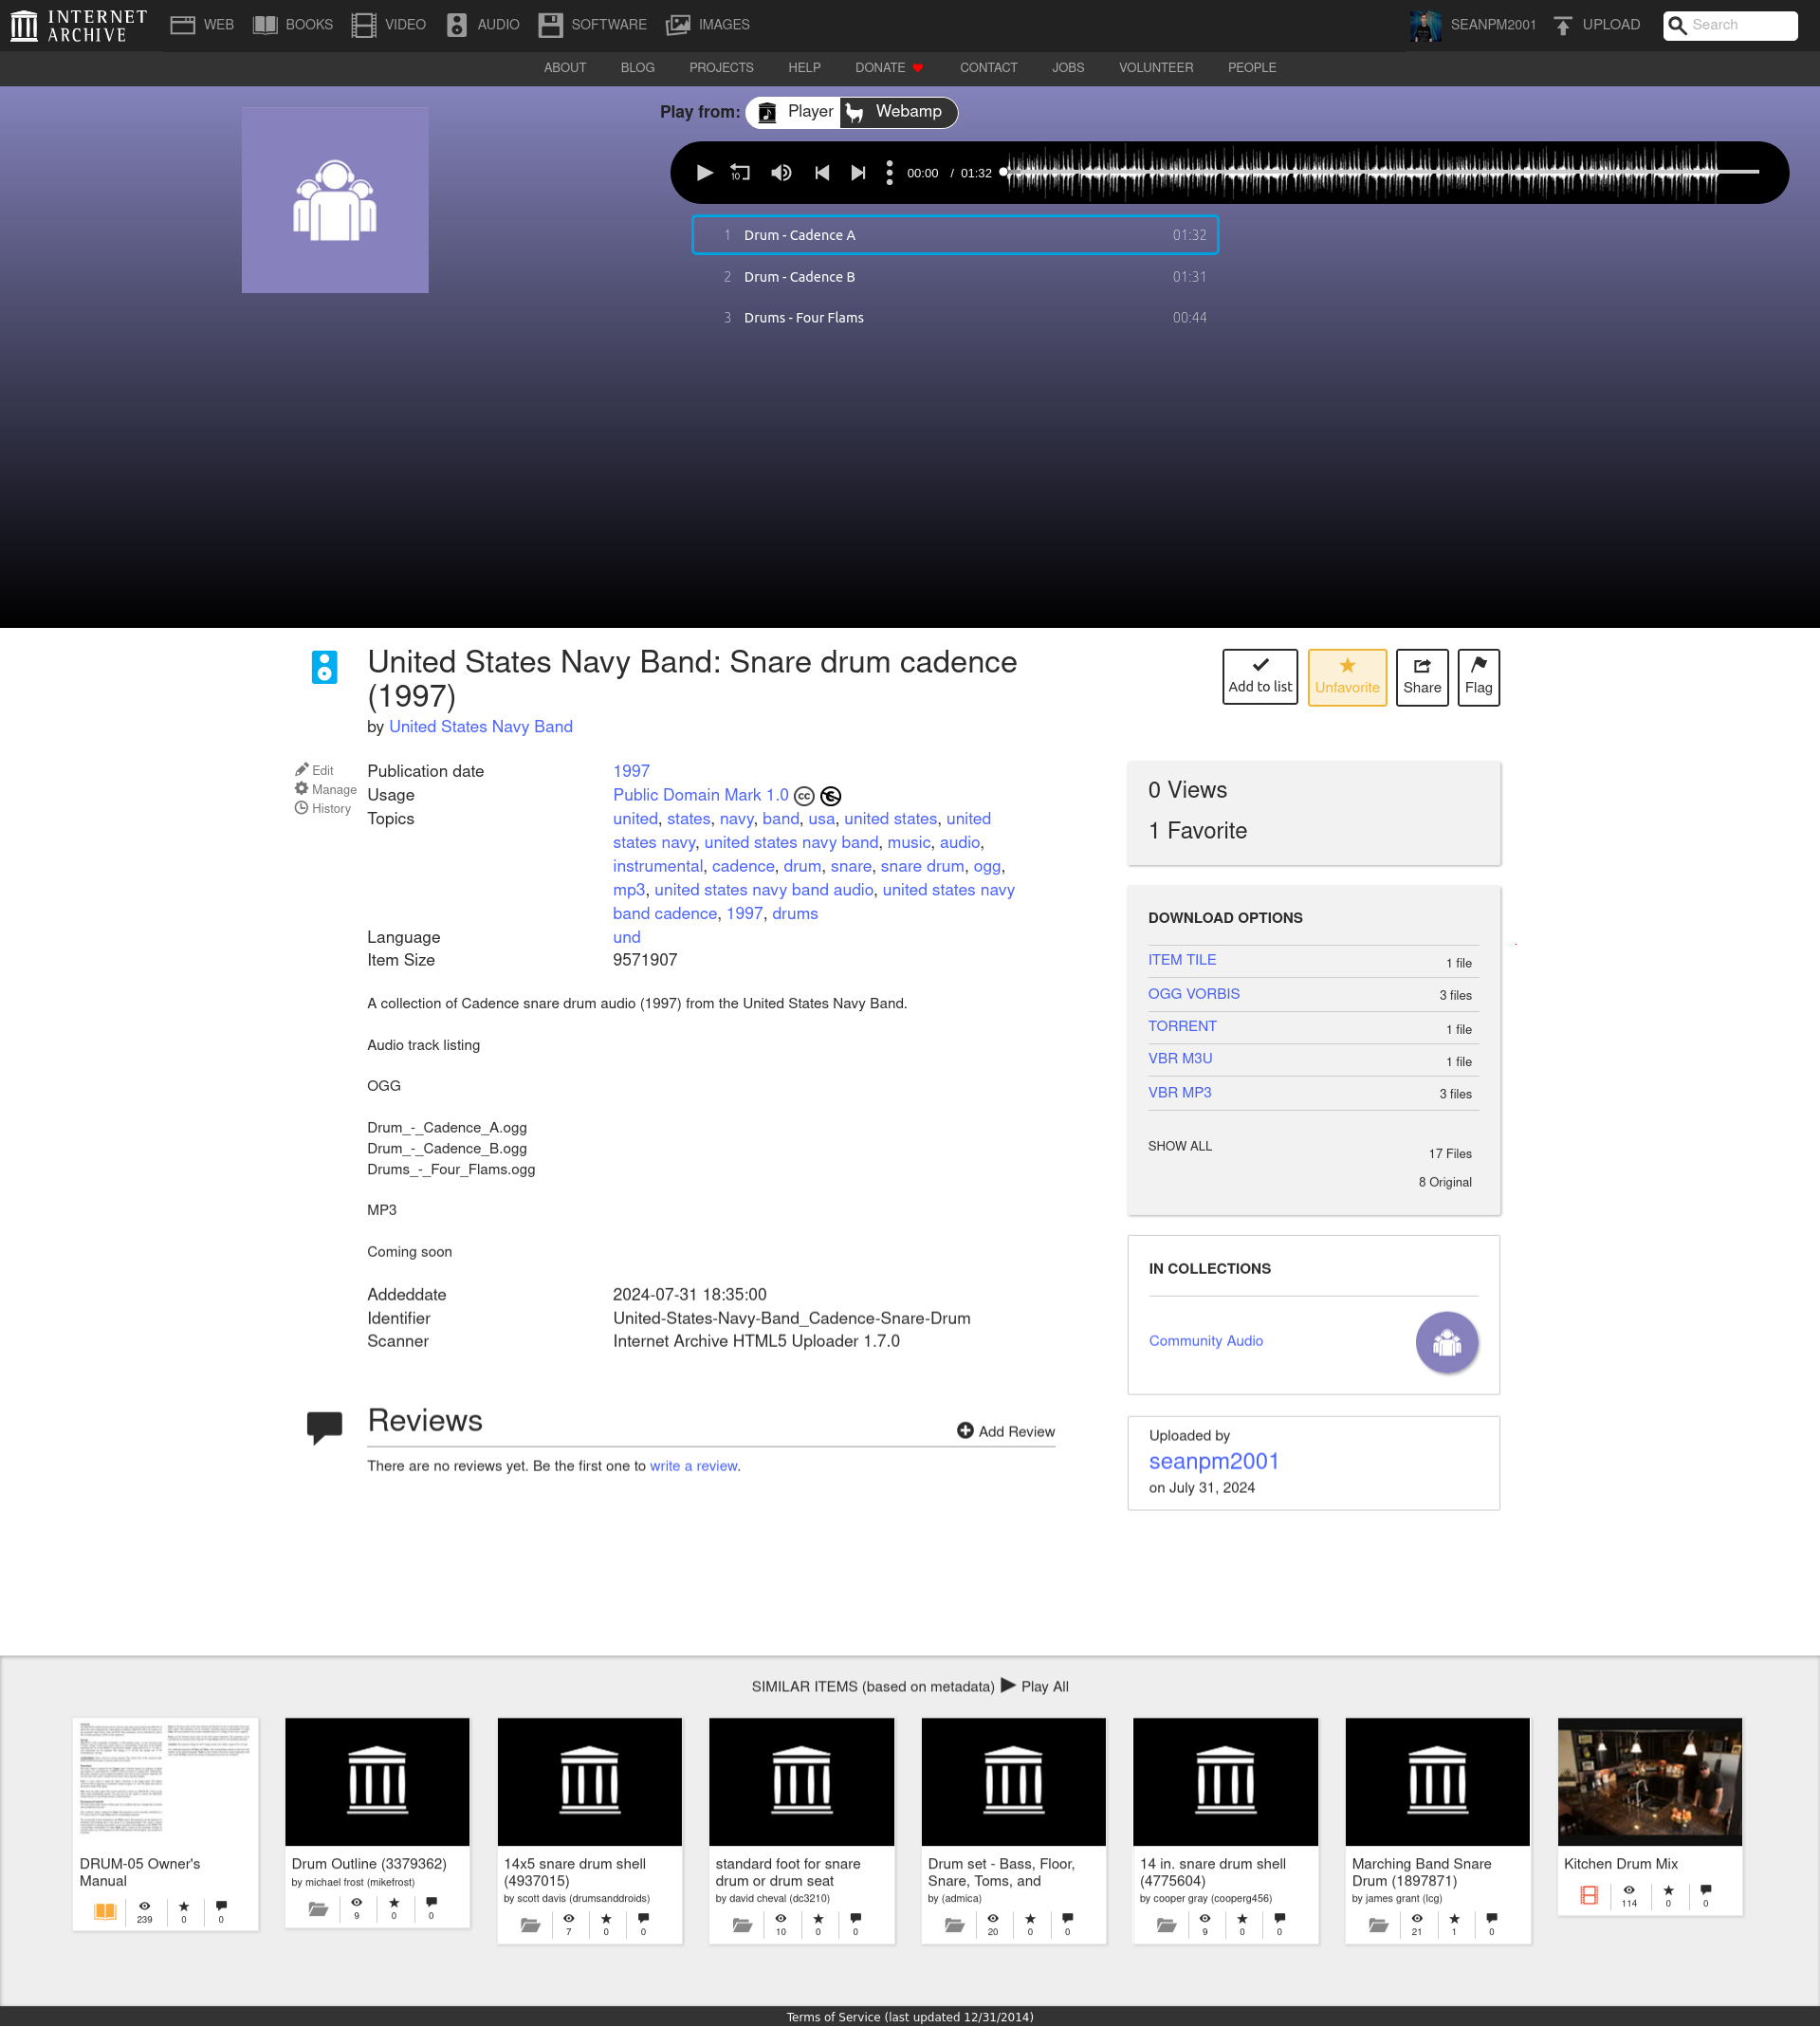 INTERNET ARCHIVE WEB BOOKS VIDEO AUDIO SOFTWARE IMAGES SEANPM2001 UPLOAD Search
ABOUT BLOG PROJECTS HELP DONATE CONTACT JOBS VOLUNTEER PEOPLE
Play from: Player Webamp
10 00:00 / 01:32
1 Drum - Cadence A 01:32
2 Drum - Cadence B 01:31
3 Drums - Four Flams 00:44
United States Navy Band: Snare drum cadence
(1997)
by United States Navy Band
Add to list Unfavorite Share Flag
Edit
Manage
History
Publication date 1997
Usage Public Domain Mark 1.0 cc
Topics united, states, navy, band, usa, united states, united
states navy, united states navy band, music, audio,
instrumental, cadence, drum, snare, snare drum, ogg,
mp3, united states navy band audio, united states navy
band cadence, 1997, drums
Language und
Item Size 9571907
A collection of Cadence snare drum audio (1997) from the United States Navy Band.
Audio track listing
OGG
Drum_-_Cadence_A.ogg
Drum_-_Cadence_B.ogg
Drums_-_Four_Flams.ogg
MP3
Coming soon
Addeddate 2024-07-31 18:35:00
Identifier United-States-Navy-Band_Cadence-Snare-Drum
Scanner Internet Archive HTML5 Uploader 1.7.0
Reviews
Add Review
There are no reviews yet. Be the first one to write a review.
0 Views
1 Favorite
DOWNLOAD OPTIONS
ITEM TILE 1 file
OGG VORBIS 3 files
TORRENT 1 file
VBR M3U 1 file
VBR MP3 3 files
SHOW ALL 17 Files
8 Original
IN COLLECTIONS
Community Audio
Uploaded by
seanpm2001
on July 31, 2024
SIMILAR ITEMS (based on metadata) Play All
DRUM-05 Owner's
Manual
239 0 0
Drum Outline (3379362)
by michael frost (mikefrost)
9 0 0
14x5 snare drum shell
(4937015)
by scott davis (drumsanddroids)
7 0 0
standard foot for snare
drum or drum seat
by david cheval (dc3210)
10 0 0
Drum set - Bass, Floor,
Snare, Toms, and
by (admica)
20 0 0
14 in. snare drum shell
(4775604)
by cooper gray (cooperg456)
9 0 0
Marching Band Snare
Drum (1897871)
by james grant (lcg)
21 1 0
Kitchen Drum Mix
114 0 0
Terms of Service (last updated 12/31/2014)